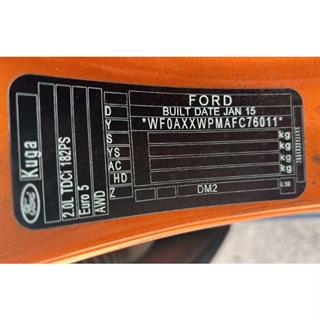 FORD
D BUILT DATE JAN 15
Y *WF0AXXWPMAFC76011*
S kg
YS kg
AC kg
HD kg
Z DM2
Kuga
2.0L TDCi 182PS
Euro 5
AWD
Ford